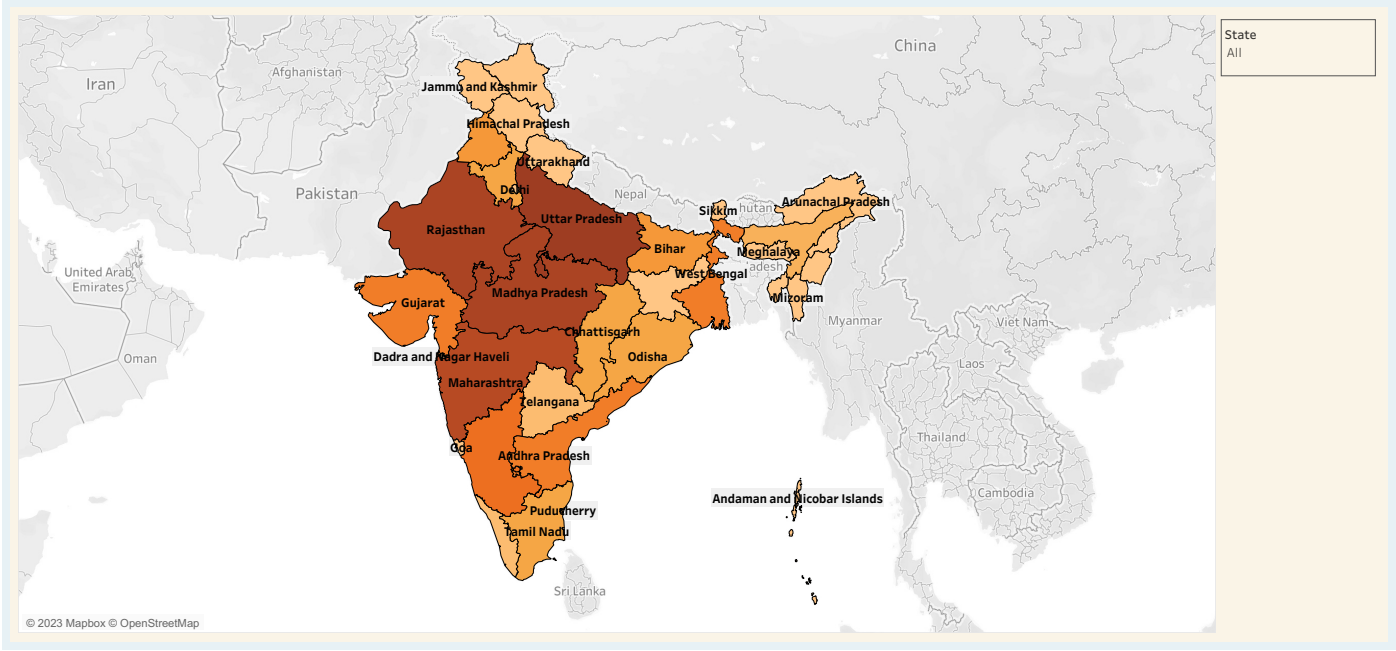 China
State
All
Afghanistan
Iran
Jammu and Kashmir
Himachal Pradesh
Uttarakhand
Pakistan
Delhi
Nepal
Sikkim
hutan
Arunachal Pradesh
Uttar Pradesh
Rajasthan
Bihar
Meghalaya
adesh
United Arab
Emirates
West Bengal
Madhya Pradesh
Mizoram
Gujarat
Myanmar
Viet Nam
Chhattisgarh
Oman
Dadra and Nagar Haveli
Odisha
Laos
Maharashtra
Telangana
Thailand
Goa
Andhra Pradesh
Cambodia
Andaman and Nicobar Islands
Puducherry
Tamil Nadu
Sri Lanka
© 2023 Mapbox © OpenStreetMap